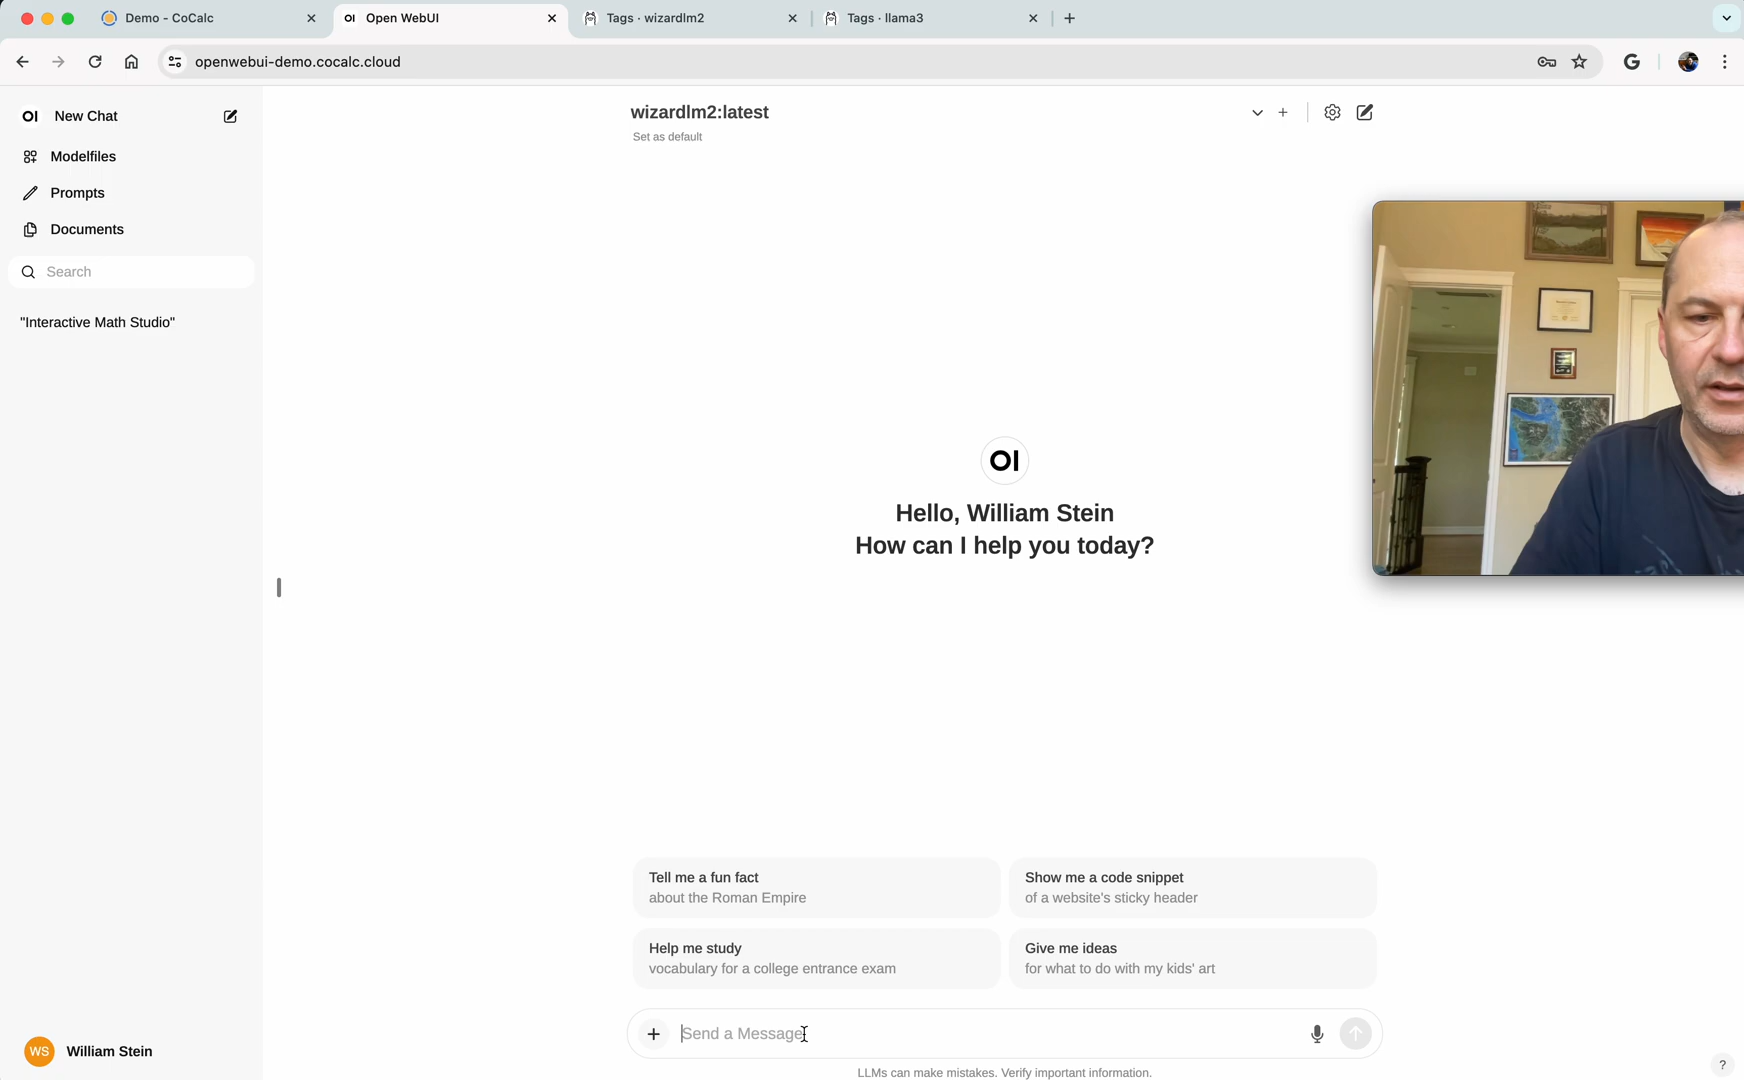 Demo - CoCalc
OI Open WebUI
Tags · wizardlm2
Tags · llama3
openwebui-demo.cocalc.cloud
G
OI New Chat
Modelfiles
Prompts
Documents
Search
"Interactive Math Studio"
WS William Stein
wizardlm2:latest
Set as default
OI
Hello, William Stein
How can I help you today?
Tell me a fun fact
about the Roman Empire
Show me a code snippet
of a website's sticky header
Help me study
vocabulary for a college entrance exam
Give me ideas
for what to do with my kids' art
Send a Message
LLMs can make mistakes. Verify important information.
?